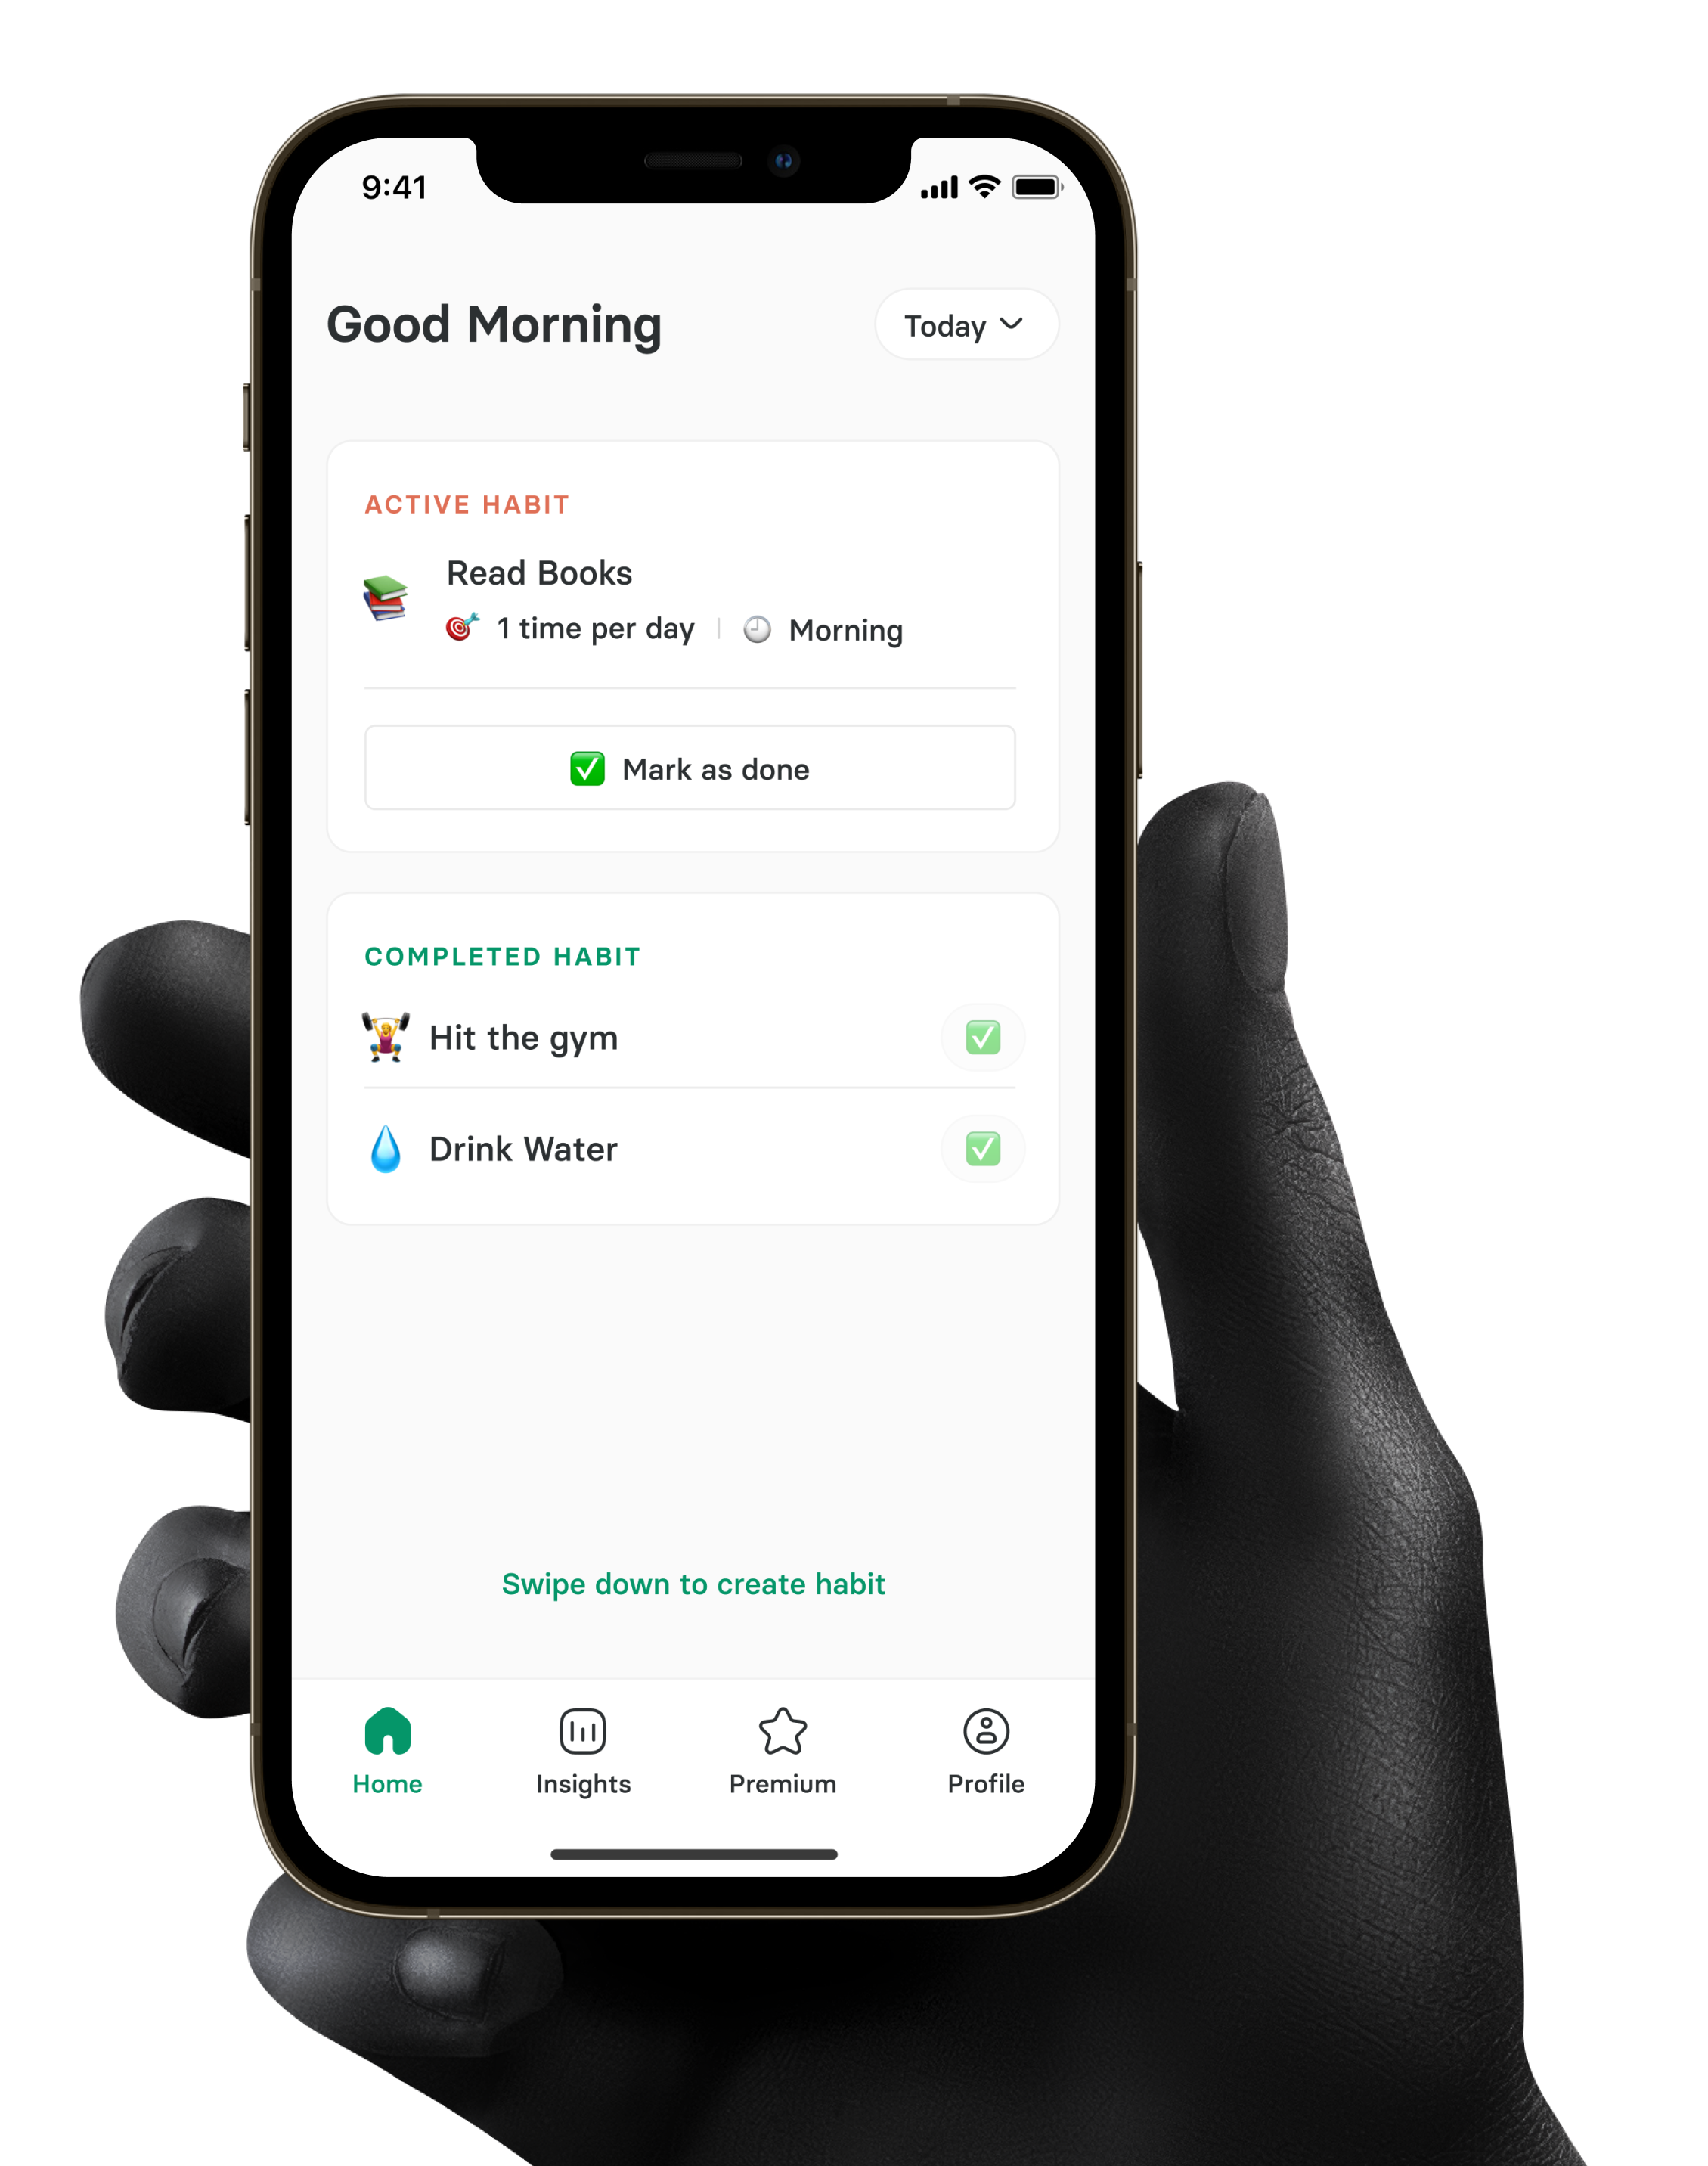 9:41
Good Morning
Today
ACTIVE HABIT
Read Books
1 time per day
Morning
Mark as done
COMPLETED HABIT
Hit the gym
Drink Water
Swipe down to create habit
Home
Insights
Premium
Profile